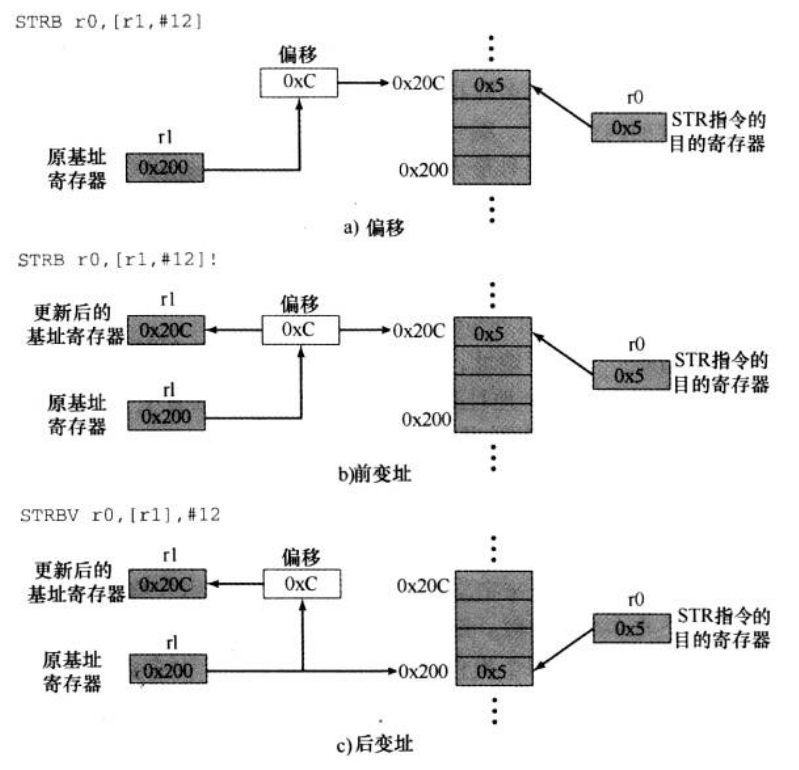 STRB r0,[r1,#12]
偏移
0xC
0x20C
0x5
r0
0x5
STR指令的
目的寄存器
r1
原基址
寄存器
0x200
0x200
a) 偏移
STRB r0,[r1,#12]!
r1
更新后的
基址寄存器
0x20C
偏移
0xC
0x20C
0x5
r0
0x5
STR指令的
目的寄存器
r1
原基址
寄存器
0x200
0x200
b)前变址
STRBV r0,[r1],#12
r1
更新后的
基址寄存器
0x20C
偏移
0xC
0x20C
r0
0x5
STR指令的
目的寄存器
r1
原基址
寄存器
0x200
0x200
0x5
c)后变址